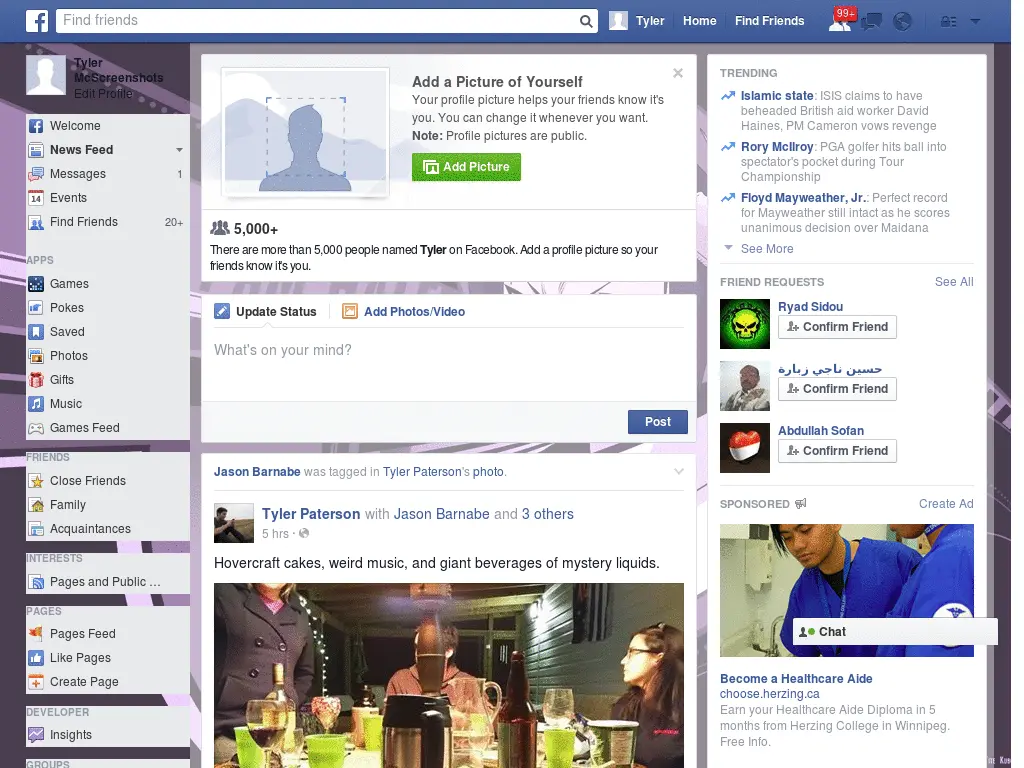 Find friends
Tyler
Home
Find Friends
99+
Tyler
McScreenshots
Edit Profile
Welcome
News Feed
Messages 1
14 Events
Find Friends 20+
APPS
Games
Pokes
Saved
Photos
Gifts
Music
Games Feed
FRIENDS
Close Friends
Family
Acquaintances
INTERESTS
Pages and Public ...
PAGES
Pages Feed
Like Pages
Create Page
DEVELOPER
Insights
GROUPS
Add a Picture of Yourself
Your profile picture helps your friends know it's
you. You can change it whenever you want.
Note: Profile pictures are public.
Add Picture
5,000+
There are more than 5,000 people named Tyler on Facebook. Add a profile picture so your
friends know it's you.
Update Status
Add Photos/Video
What's on your mind?
Post
Jason Barnabe was tagged in Tyler Paterson's photo.
Tyler Paterson with Jason Barnabe and 3 others
5 hrs ·
Hovercraft cakes, weird music, and giant beverages of mystery liquids.
TRENDING
Islamic state: ISIS claims to have
beheaded British aid worker David
Haines, PM Cameron vows revenge
Rory McIlroy: PGA golfer hits ball into
spectator's pocket during Tour
Championship
Floyd Mayweather, Jr.: Perfect record
for Mayweather still intact as he scores
unanimous decision over Maidana
See More
FRIEND REQUESTS See All
Ryad Sidou
Confirm Friend
حسين ناجي زبارة
Confirm Friend
Abdullah Sofan
Confirm Friend
SPONSORED Create Ad
Chat
Become a Healthcare Aide
choose.herzing.ca
Earn your Healthcare Aide Diploma in 5
months from Herzing College in Winnipeg.
Free Info.